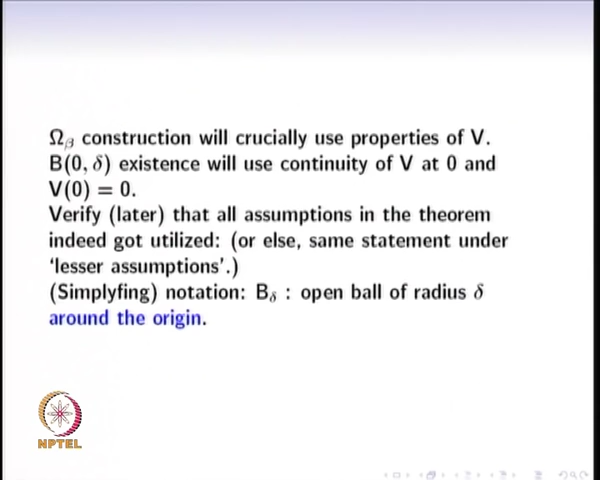 Ωβ construction will crucially use properties of V.
B(0, δ) existence will use continuity of V at 0 and
V(0) = 0.
Verify (later) that all assumptions in the theorem
indeed got utilized: (or else, same statement under
‘lesser assumptions’.)
(Simplyfing) notation: Bδ : open ball of radius δ
around the origin.
NPTEL